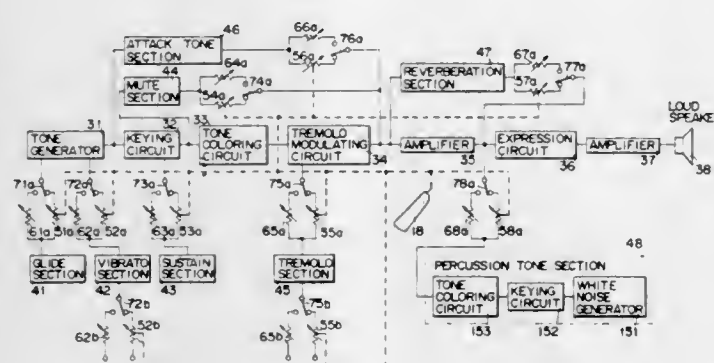 46
ATTACK TONE
SECTION
66a
76a
56a
44
64a
MUTE
SECTION
74a
54a
47
67a
REVERBERATION
SECTION
77a
57a
LOUD
SPEAKE
31
32
33
TONE
GENERATOR
KEYING
CIRCUIT
TONE
COLORING
CIRCUIT
TREMOLO
MODULATING
CIRCUIT
34
AMPLIFIER
35
EXPRESSION
CIRCUIT
36
AMPLIFIER
37
38
71a
72a
73a
75a
78a
61a
51a
62a
52a
63a
53a
65a
55a
18
68a
58a
GLIDE
SECTION
41
VIBRATO
SECTION
42
SUSTAIN
SECTION
43
TREMOLO
SECTION
45
48
PERCUSSION TONE SECTION
TONE
COLORING
CIRCUIT
153
KEYING
CIRCUIT
152
WHITE
NOISE
GENERATOR
151
72b
62b
52b
75b
65b
55b